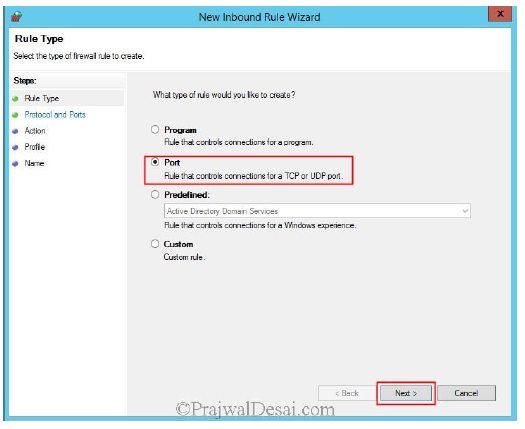 New Inbound Rule Wizard
x
Rule Type
Select the type of firewall rule to create.
Steps:
Rule Type
Protocol and Ports
Action
Profile
Name
What type of rule would you like to create?
Program
Rule that controls connections for a program.
Port
Rule that controls connections for a TCP or UDP port.
Predefined:
Active Directory Domain Services
Rule that controls connections for a Windows experience.
Custom
Custom rule.
< Back
Next >
Cancel
©PrajwalDesai.com